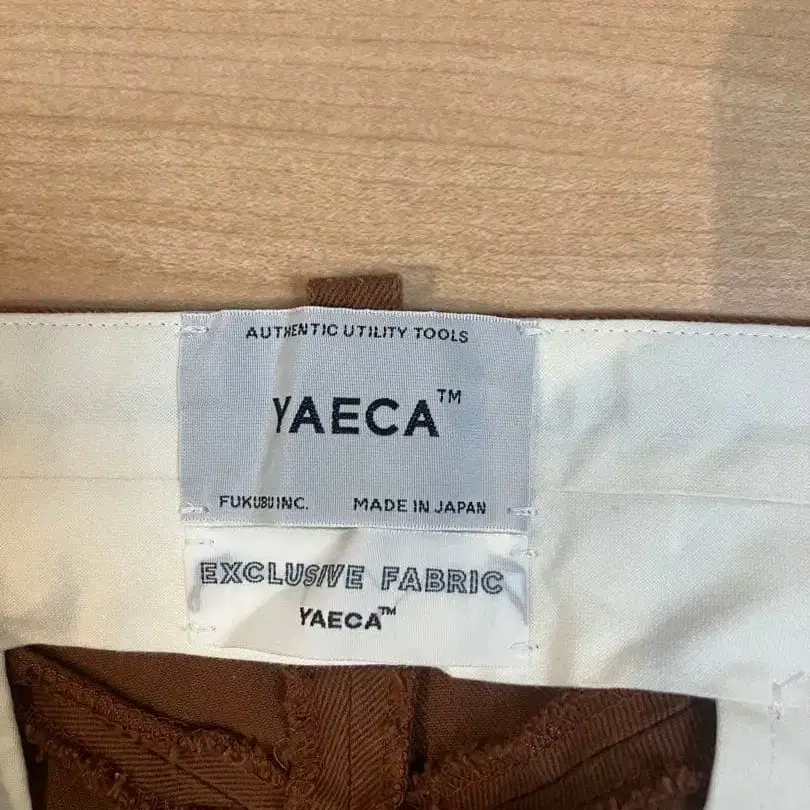 AUTHENTIC UTILITY TOOLS
YAECA™
FUKUBU INC. MADE IN JAPAN
EXCLUSIVE FABRIC
YAECA™